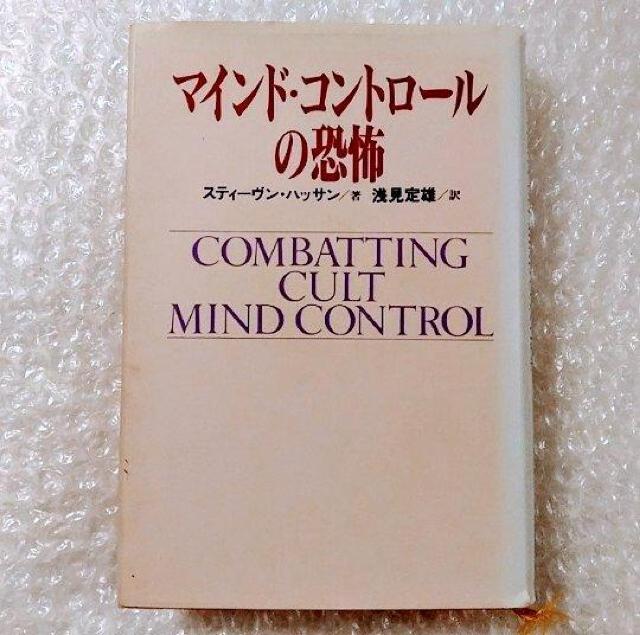 マインド・コントロール
の恐怖
スティーヴン・ハッサン/著 浅見定雄/訳
COMBATTING
CULT
MIND CONTROL